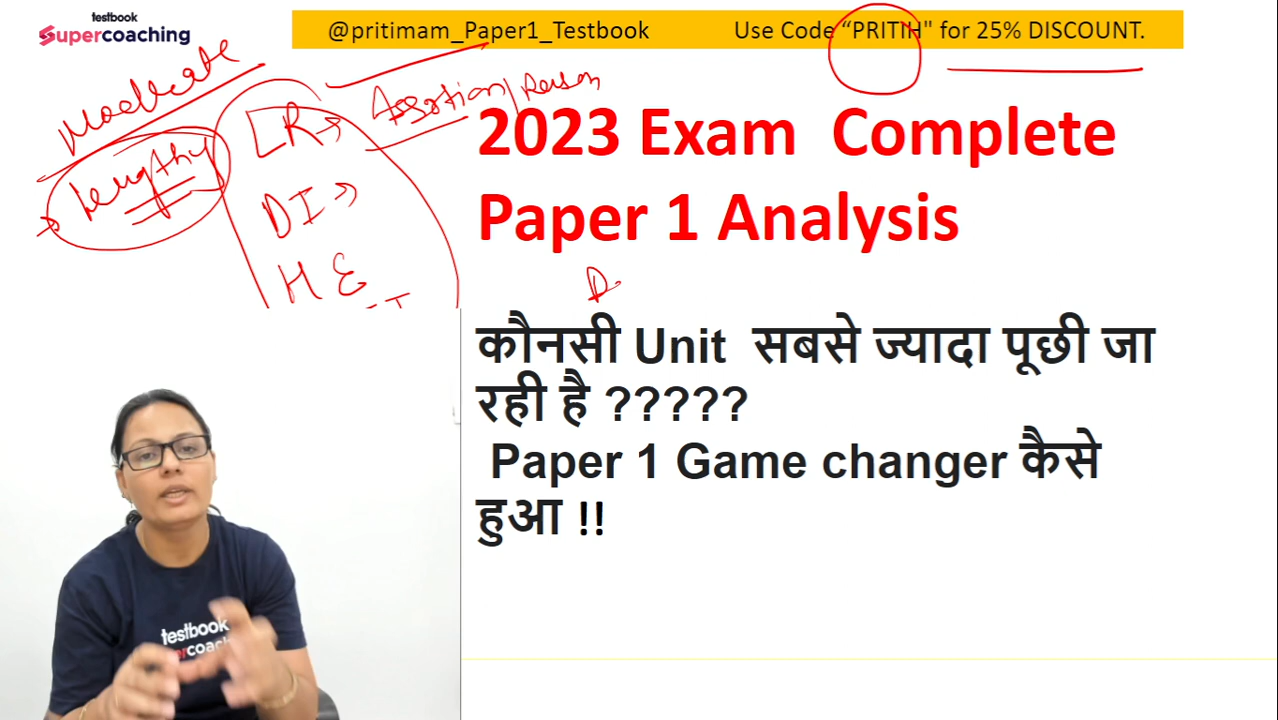 testbook
Supercoaching
@pritimam_Paper1_Testbook
Use Code “PRITIH" for 25% DISCOUNT.
Moderate
Lengthy
LR → Assertion/Reason
DI →
HE
2023 Exam Complete
Paper 1 Analysis
कौनसी Unit सबसे ज्यादा पूछी जा
रही है ?????
Paper 1 Game changer कैसे
हुआ !!
testbook